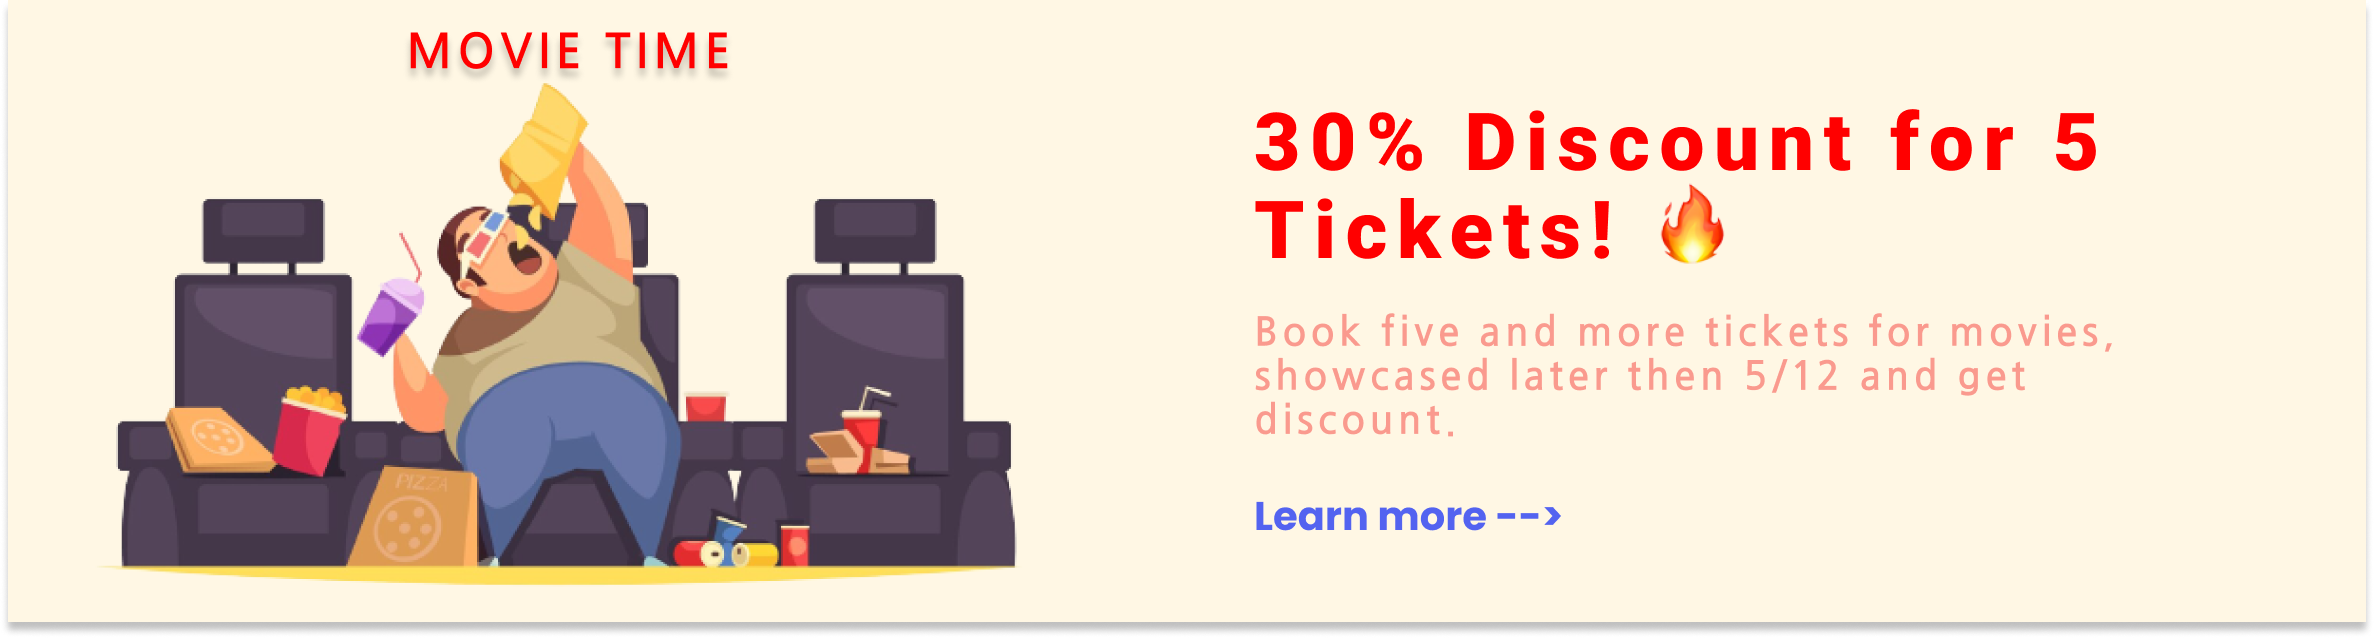 MOVIE TIME
30% Discount for 5
Tickets! 🔥
Book five and more tickets for movies,
showcased later then 5/12 and get
discount.
Learn more -->
PIZZA